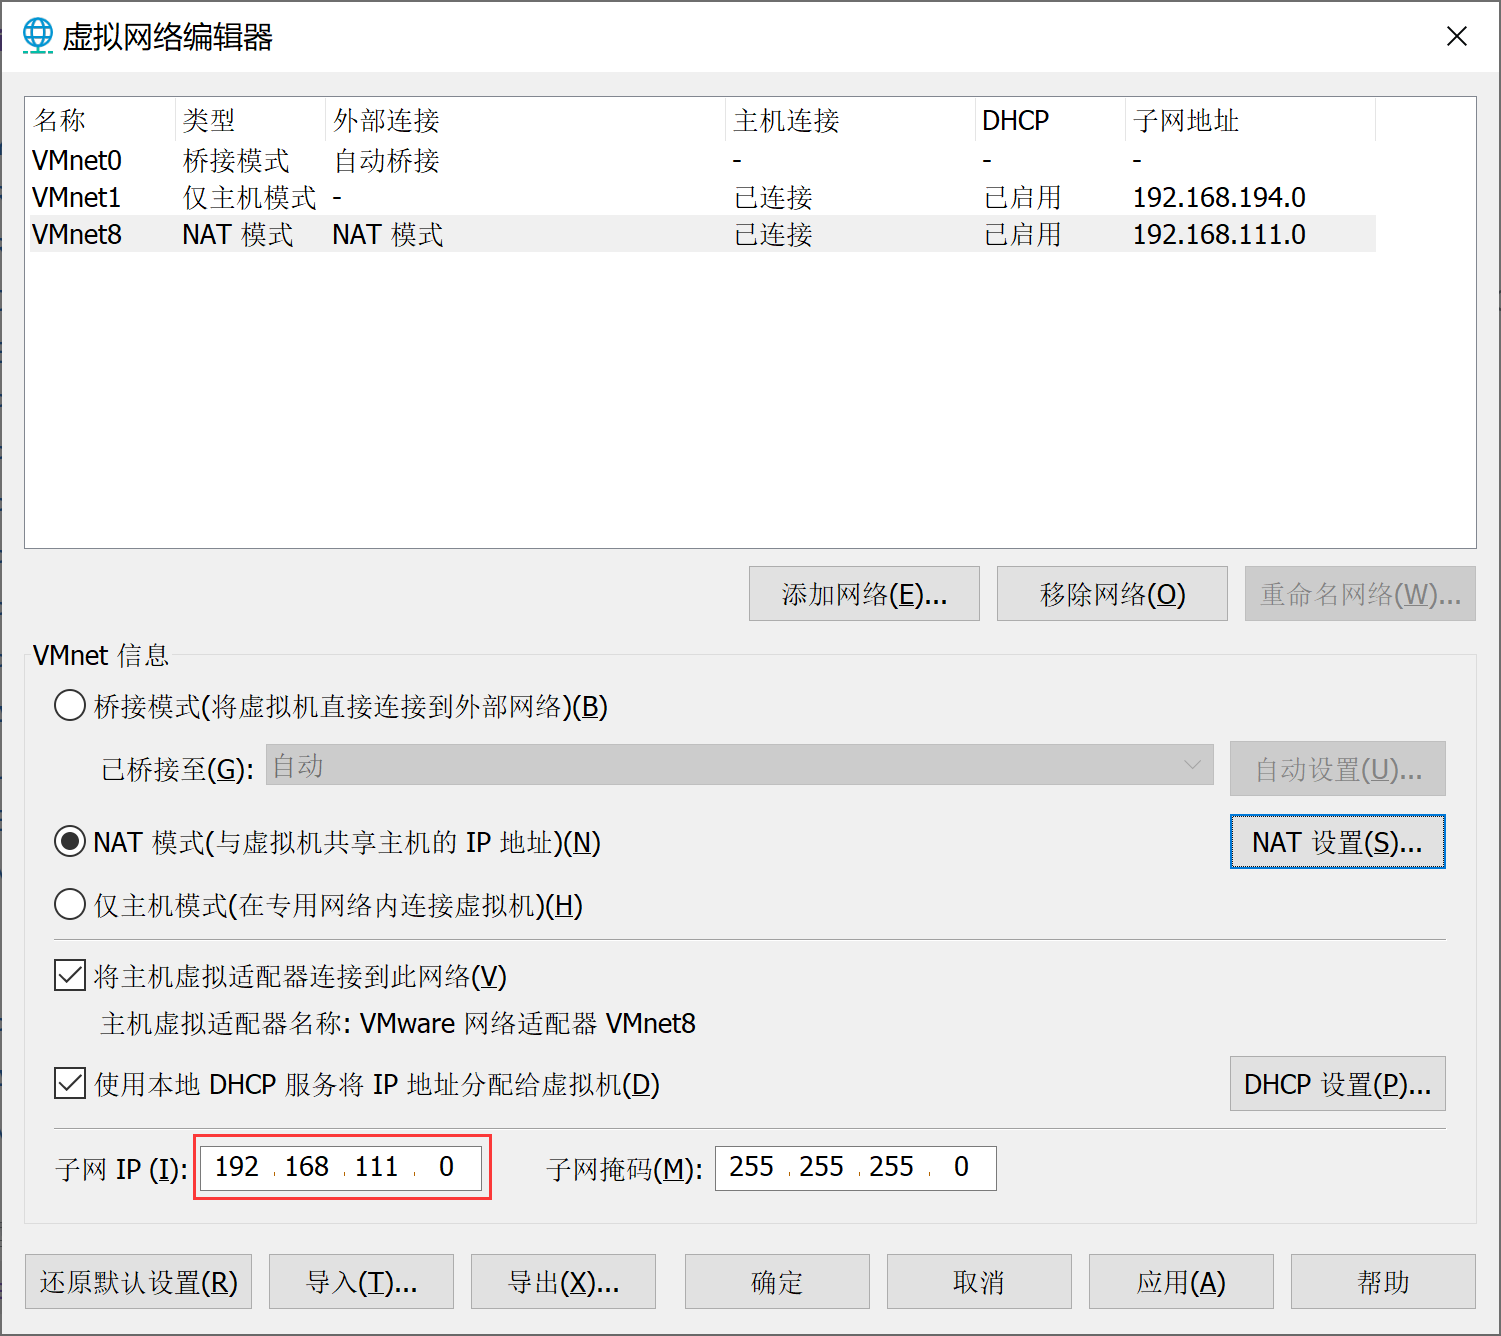 虚拟网络编辑器
名称 类型 外部连接 主机连接 DHCP 子网地址
VMnet0 桥接模式 自动桥接 - - -
VMnet1 仅主机模式 - 已连接 已启用 192.168.194.0
VMnet8 NAT 模式 NAT 模式 已连接 已启用 192.168.111.0
添加网络(E)... 移除网络(O) 重命名网络(W)...
VMnet 信息
桥接模式(将虚拟机直接连接到外部网络)(B)
已桥接至(G): 自动 自动设置(U)...
NAT 模式(与虚拟机共享主机的 IP 地址)(N) NAT 设置(S)...
仅主机模式(在专用网络内连接虚拟机)(H)
将主机虚拟适配器连接到此网络(V)
主机虚拟适配器名称: VMware 网络适配器 VMnet8
使用本地 DHCP 服务将 IP 地址分配给虚拟机(D) DHCP 设置(P)...
子网 IP (I): 192 . 168 . 111 . 0 子网掩码(M): 255 . 255 . 255 . 0
还原默认设置(R) 导入(T)... 导出(X)... 确定 取消 应用(A) 帮助